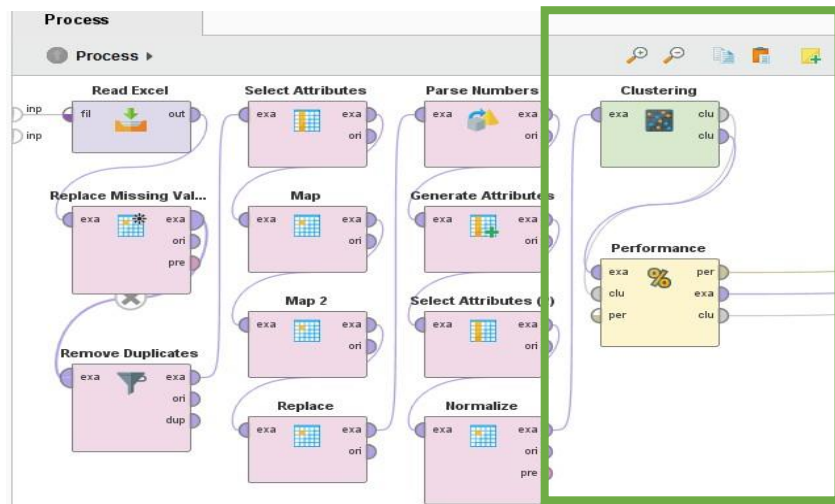 Process
Process
inp
inp
Read Excel
fil
out
Replace Missing Val...
exa
exa
ori
pre
Remove Duplicates
exa
exa
ori
dup
Select Attributes
exa
exa
ori
Map
exa
exa
ori
Map 2
exa
exa
ori
Replace
exa
exa
ori
Parse Numbers
exa
exa
ori
Generate Attributes
exa
exa
ori
Select Attributes
exa
exa
ori
Normalize
exa
exa
ori
pre
Clustering
exa
clu
clu
Performance
exa
per
clu
exa
per
clu